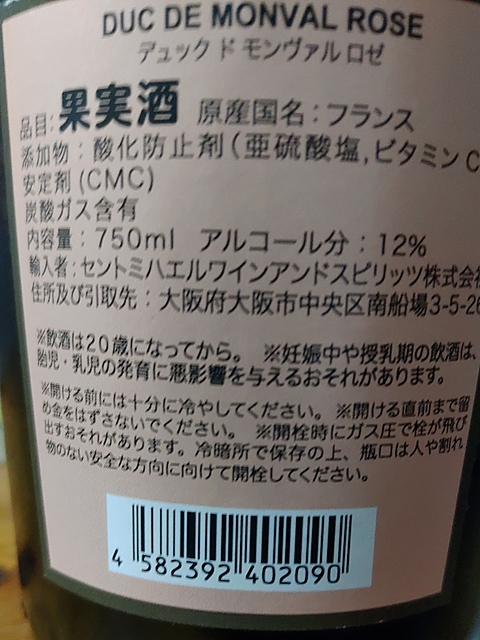 DUC DE MONVAL ROSE
デュック ド モンヴァル ロゼ
品目:果実酒 原産国名:フランス
添加物:酸化防止剤(亜硫酸塩,ビタミンC
安定剤(CMC)
炭酸ガス含有
内容量:750ml アルコール分:12%
輸入者:セントミハエルワインアンドスピリッツ株式会
住所及び引取先:大阪府大阪市中央区南船場3-5-26
※飲酒は20歳になってから。 ※妊娠中や授乳期の飲酒は、
胎児・乳児の発育に悪影響を与えるおそれがあります。
※開ける前には十分に冷やしてください。 ※開ける直前まで留
め金をはずさないでください。 ※開栓時にガス圧で栓が飛び
出すおそれがあります。冷暗所で保存の上、瓶口は人や割れ
物のない安全な方向に向けて開栓してください。
4 582392 402090